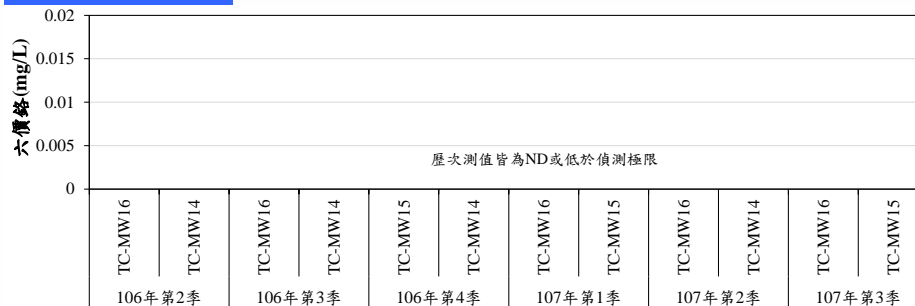 六價鉻(mg/L)
0.02
0.015
0.01
0.005
0
歷次測值皆為ND或低於偵測極限
TC-MW16
TC-MW14
TC-MW16
TC-MW14
TC-MW15
TC-MW14
TC-MW16
TC-MW15
TC-MW16
TC-MW14
TC-MW16
TC-MW15
106年第2季
106年第3季
106年第4季
107年第1季
107年第2季
107年第3季